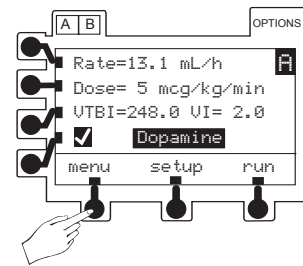 A B
OPTIONS
Rate=13.1 mL/h
A
Dose= 5 mcg/kg/min
VTBI=248.0 VI= 2.0
Dopamine
menu setup run